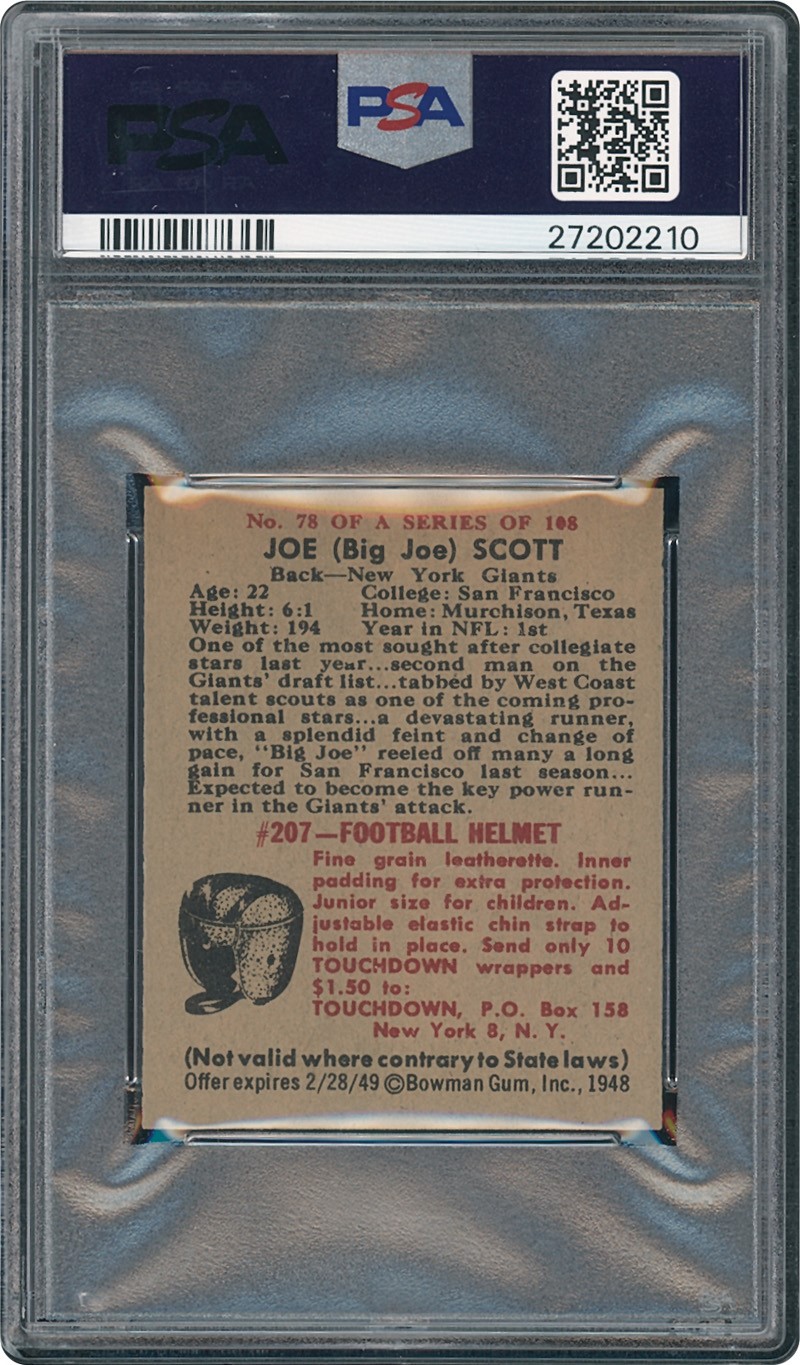 PSA
PSA
27202210
No. 78 OF A SERIES OF 108
JOE (Big Joe) SCOTT
Back—New York Giants
Age: 22 College: San Francisco
Height: 6:1 Home: Murchison, Texas
Weight: 194 Year in NFL: 1st
One of the most sought after collegiate
stars last year...second man on the
Giants' draft list...tabbed by West Coast
talent scouts as one of the coming pro-
fessional stars...a devastating runner,
with a splendid feint and change of
pace, "Big Joe" reeled off many a long
gain for San Francisco last season...
Expected to become the key power run-
ner in the Giants' attack.
#207—FOOTBALL HELMET
Fine grain leatherette. Inner
padding for extra protection.
Junior size for children. Ad-
justable elastic chin strap to
hold in place. Send only 10
TOUCHDOWN wrappers and
$1.50 to:
TOUCHDOWN, P.O. Box 158
New York 8, N. Y.
(Not valid where contrary to State laws)
Offer expires 2/28/49 ©Bowman Gum, Inc., 1948